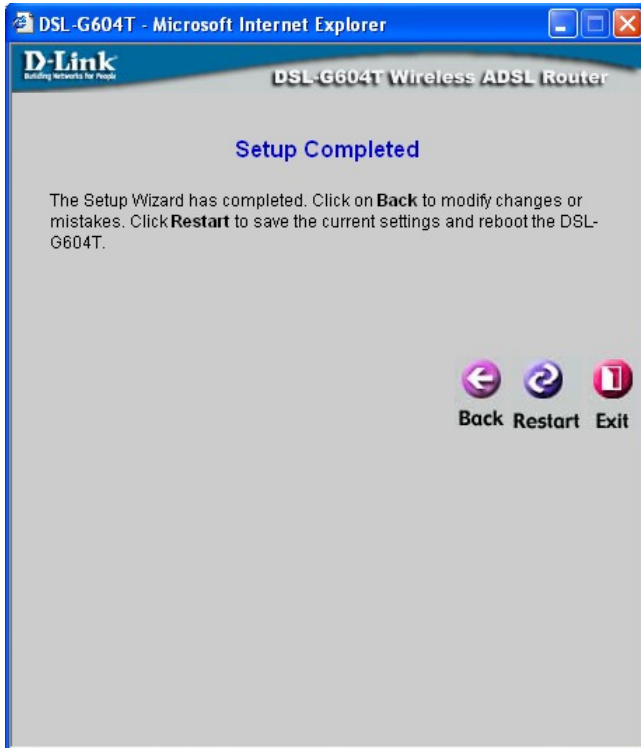 DSL-G604T - Microsoft Internet Explorer
D-Link
Building Networks for People
DSL-G604T Wireless ADSL Router
Setup Completed
The Setup Wizard has completed. Click on Back to modify changes or
mistakes. Click Restart to save the current settings and reboot the DSL-
G604T.
Back Restart Exit